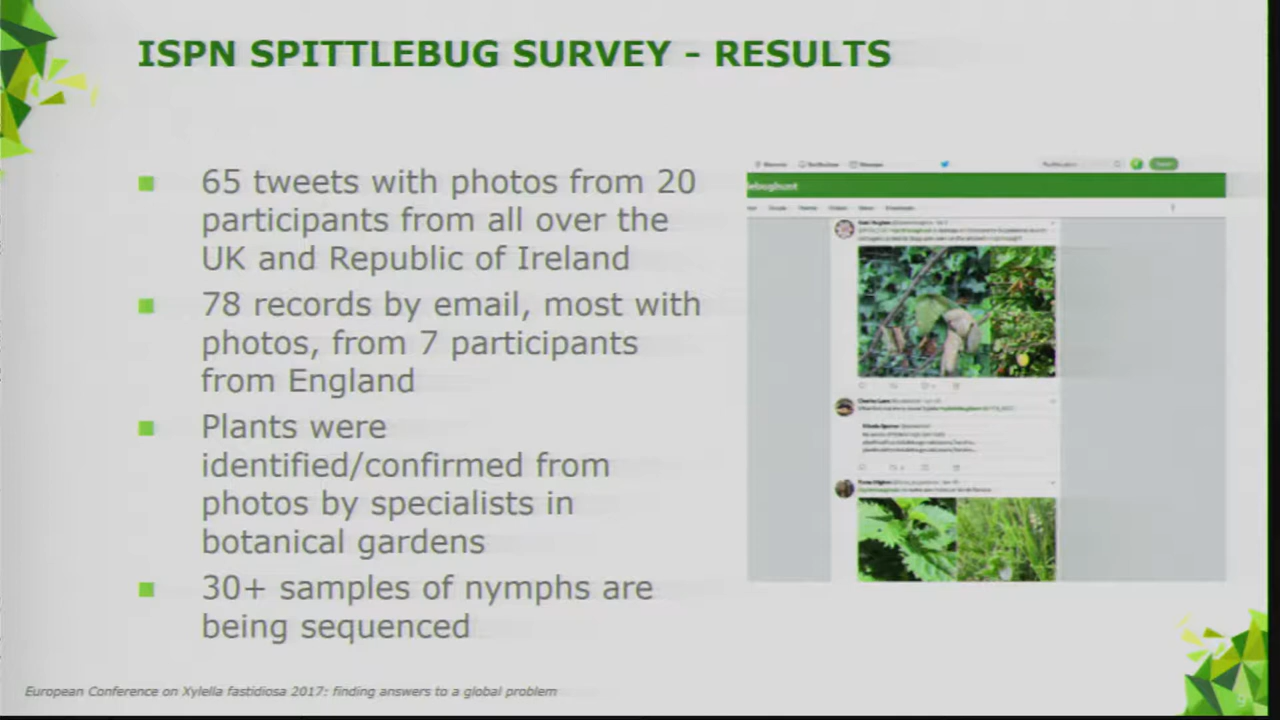 ISPN SPITTLEBUG SURVEY - RESULTS
65 tweets with photos from 20
participants from all over the
UK and Republic of Ireland
78 records by email, most with
photos, from 7 participants
from England
Plants were
identified/confirmed from
photos by specialists in
botanical gardens
30+ samples of nymphs are
being sequenced
European Conference on Xylella fastidiosa 2017: finding answers to a global problem
9